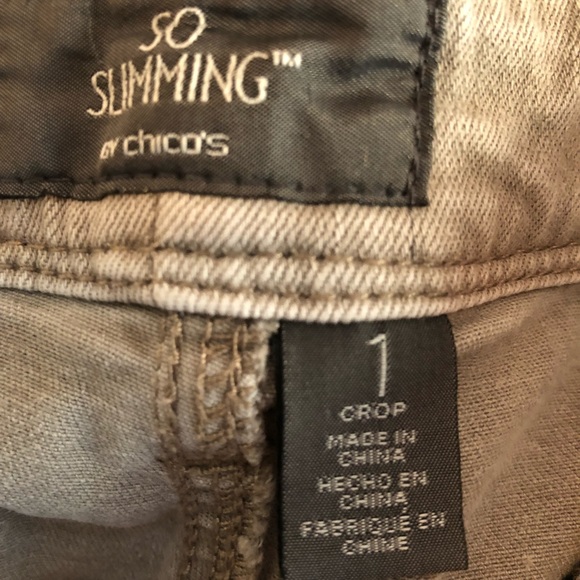 SO
SLIMMING™
BY chico's
1
CROP
MADE IN
CHINA
HECHO EN
CHINA
FABRIQUÉ EN
CHINE